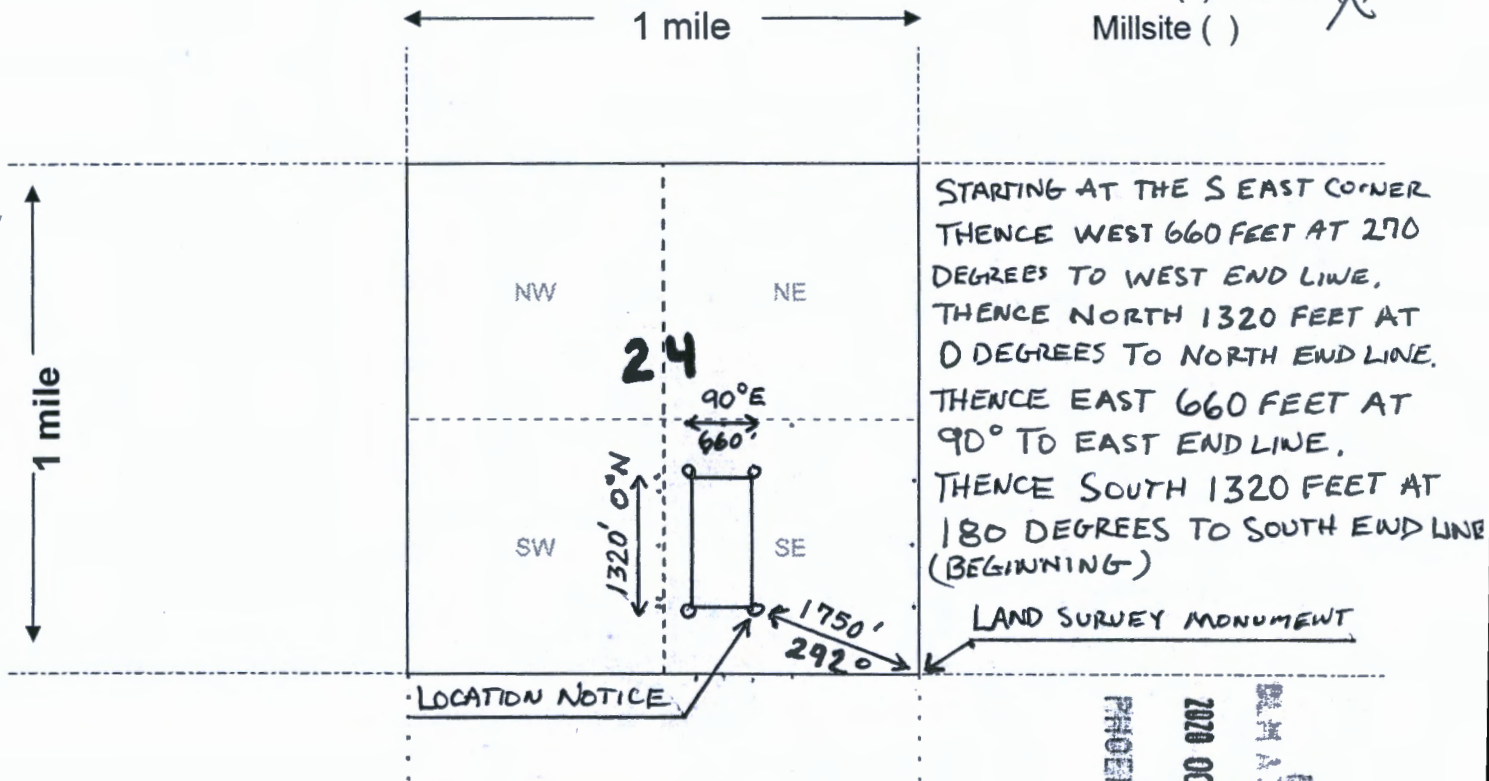 1 mile
Millsite ( )
1 mile
NW
NE
24
90°E
660'
1320' 0°N
SW
SE
1750'
292°
LOCATION NOTICE
STARTING AT THE S EAST CORNER
THENCE WEST 660 FEET AT 270
DEGREES TO WEST END LINE.
THENCE NORTH 1320 FEET AT
0 DEGREES TO NORTH END LINE.
THENCE EAST 660 FEET AT
90° TO EAST END LINE.
THENCE SOUTH 1320 FEET AT
180 DEGREES TO SOUTH END LINE
(BEGINNING)
LAND SURVEY MONUMENT
2020